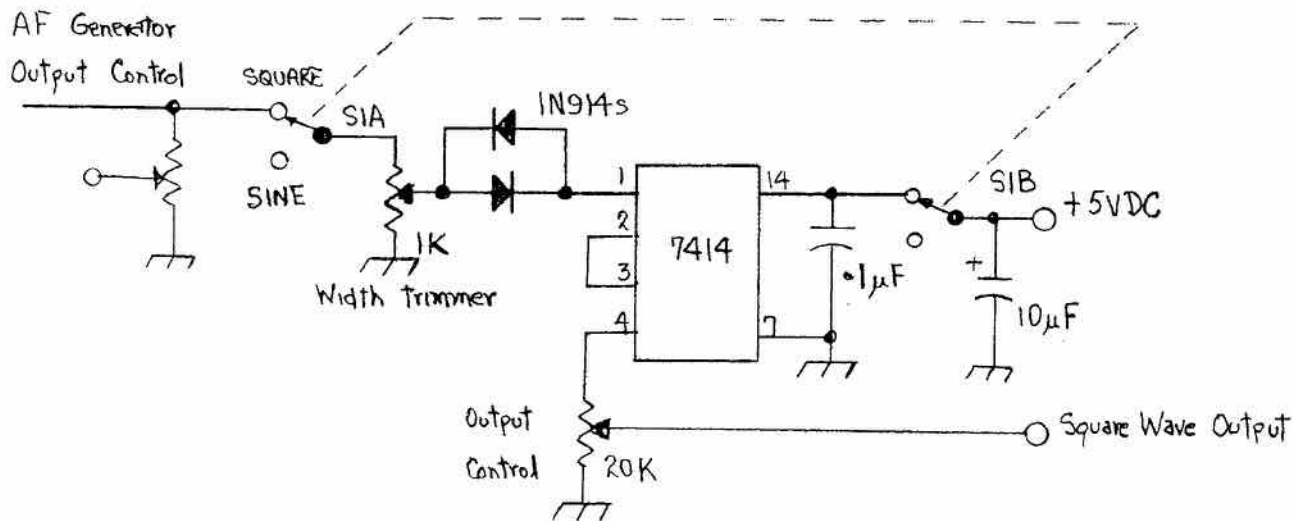 AF Generator
Output Control
SQUARE
S1A
SINE
1K
Width Trimmer
1N914s
1
2
3
4
7414
14
7
.1µF
S1B
+5VDC
+
10µF
Output
Control
20K
Square Wave Output